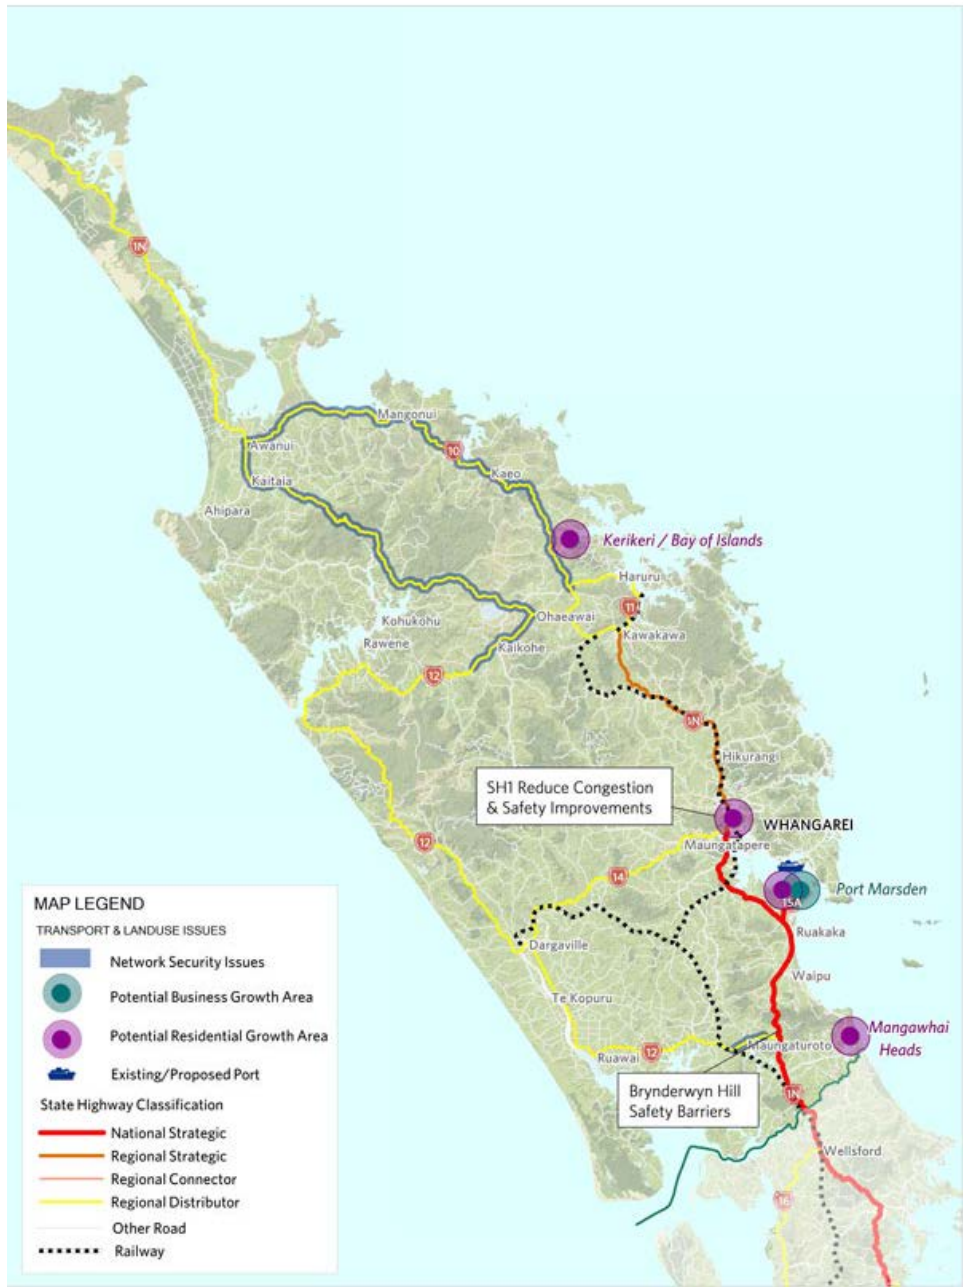 1N
Mangonui
Awanui
10
Kaeo
Kaitaia
Ahipara
Kerikeri / Bay of Islands
Haruru
11
Ohaeawai
Kohukohu
Kawakawa
Rawene
Kaikohe
12
1N
Hikurangi
SH1 Reduce Congestion
& Safety Improvements
WHANGAREI
12
Maungatapere
14
15A
Port Marsden
Ruakaka
Dargaville
Waipu
Te Kopuru
Mangawhai
Heads
Maungaturoto
12
Ruawai
Brynderwyn Hill
Safety Barriers
1N
Wellsford
16
MAP LEGEND
TRANSPORT & LANDUSE ISSUES
Network Security Issues
Potential Business Growth Area
Potential Residential Growth Area
Existing/Proposed Port
State Highway Classification
National Strategic
Regional Strategic
Regional Connector
Regional Distributor
Other Road
Railway